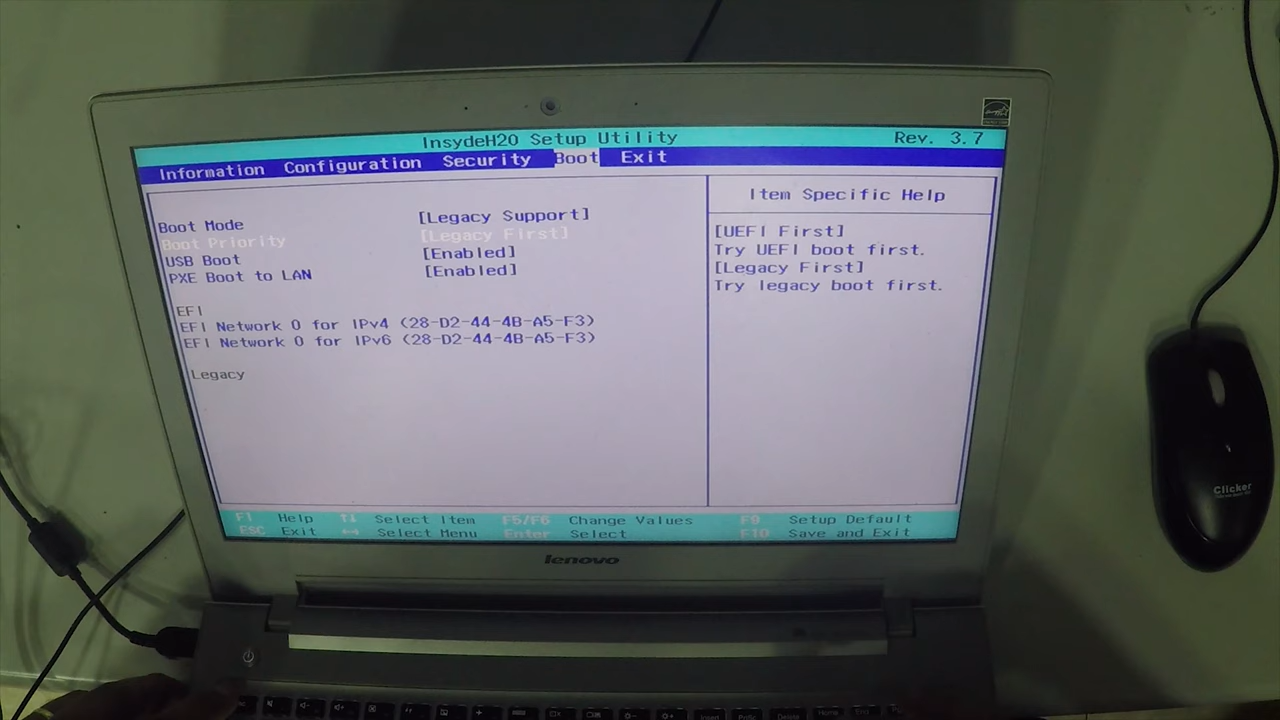 InsydeH2O Setup Utility Rev. 3.7
Information Configuration Security Boot Exit
Item Specific Help
Boot Mode [Legacy Support]
Boot Priority [Legacy First]
USB Boot [Enabled]
PXE Boot to LAN [Enabled]
EFI
EFI Network 0 for IPv4 (28-D2-44-4B-A5-F3)
EFI Network 0 for IPv6 (28-D2-44-4B-A5-F3)
Legacy
[UEFI First]
Try UEFI boot first.
[Legacy First]
Try legacy boot first.
F1 Help ↑↓ Select Item F5/F6 Change Values F9 Setup Default
ESC Exit ↔ Select Menu Enter Select F10 Save and Exit
lenovo
Clicker